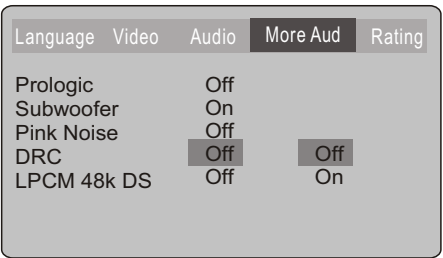 Language Video Audio More Aud Rating
Prologic Off
Subwoofer On
Pink Noise Off
DRC Off Off
LPCM 48k DS Off On